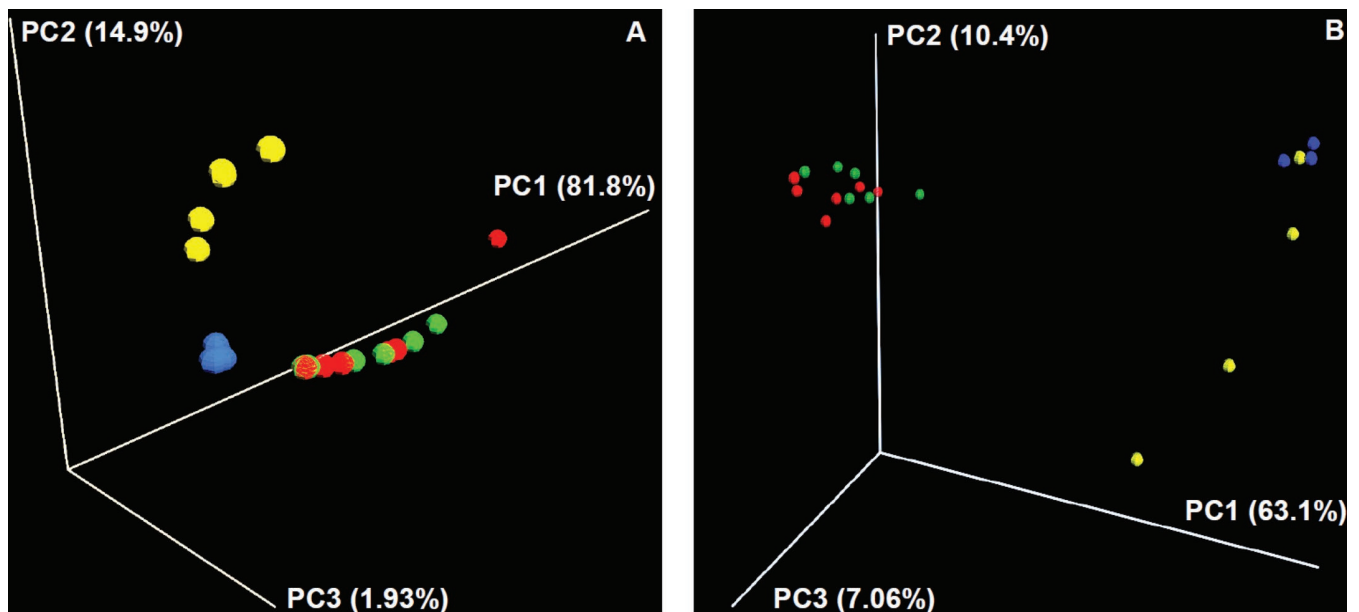 PC2 (14.9%)
A
PC1 (81.8%)
PC3 (1.93%)
PC2 (10.4%)
B
PC1 (63.1%)
PC3 (7.06%)